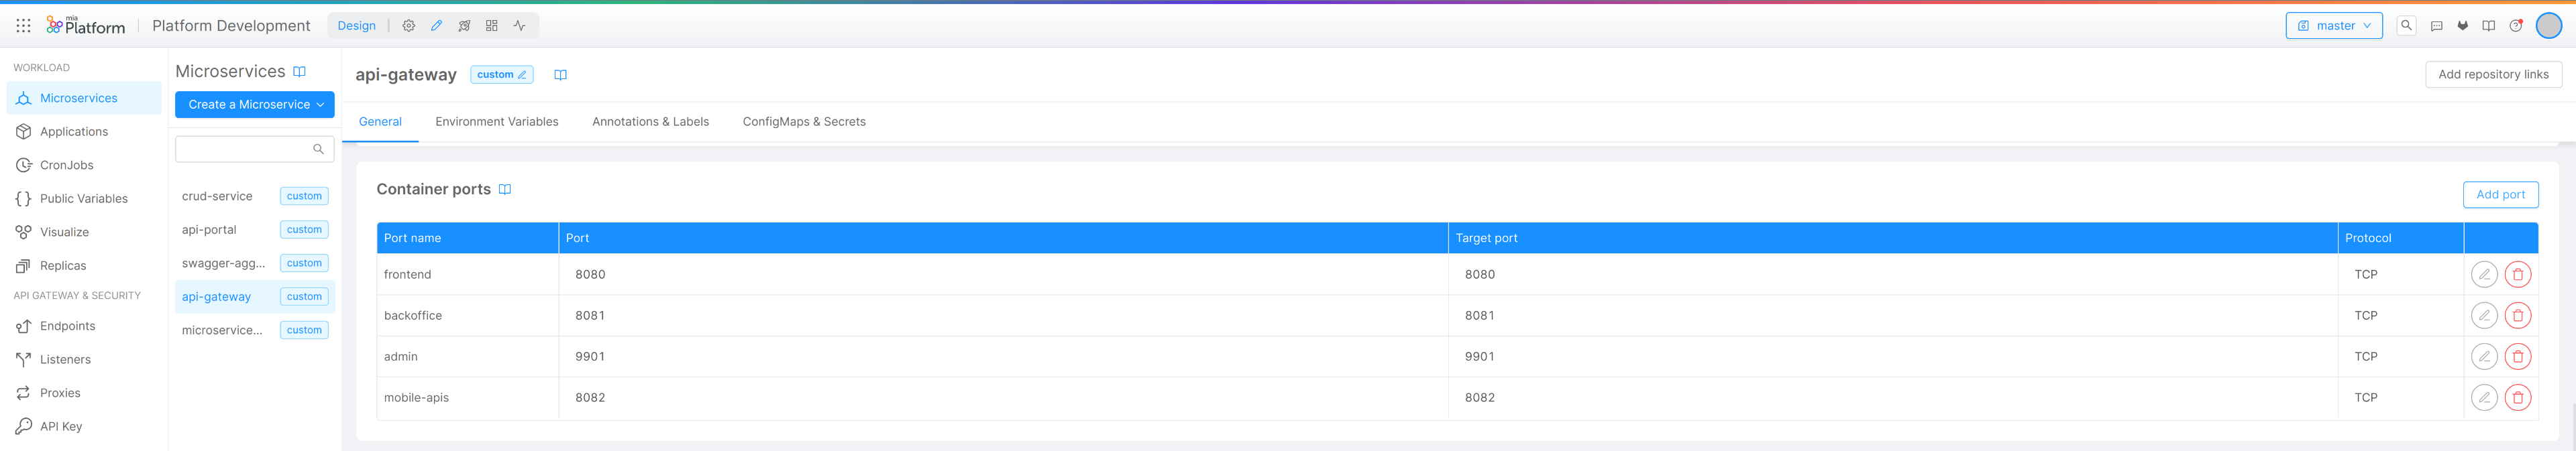 mia
Platform
Platform Development
Design
master
WORKLOAD
Microservices
Applications
CronJobs
Public Variables
Visualize
Replicas
API GATEWAY & SECURITY
Endpoints
Listeners
Proxies
API Key
Microservices
Create a Microservice
crud-service custom
api-portal custom
swagger-agg... custom
api-gateway custom
microservice... custom
api-gateway custom
Add repository links
General Environment Variables Annotations & Labels ConfigMaps & Secrets
Container ports
Add port
Port name Port Target port Protocol
frontend 8080 8080 TCP
backoffice 8081 8081 TCP
admin 9901 9901 TCP
mobile-apis 8082 8082 TCP